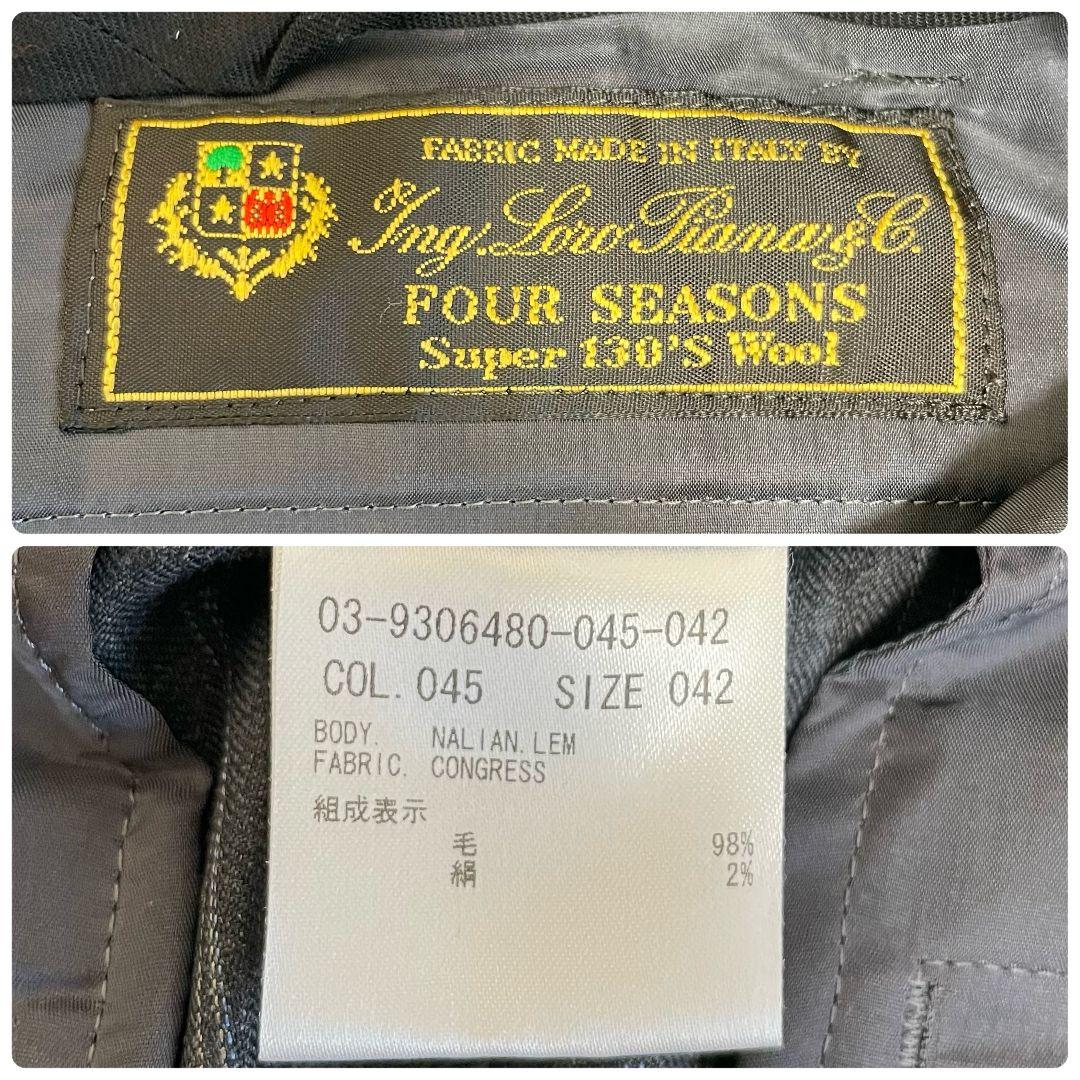 FABRIC MADE IN ITALY BY
Ing. Loro Piana & C.
FOUR SEASONS
Super 130'S Wool
03-9306480-045-042
COL. 045 SIZE 042
BODY. NALIAN.LEM
FABRIC. CONGRESS
組成表示
毛 98%
絹 2%